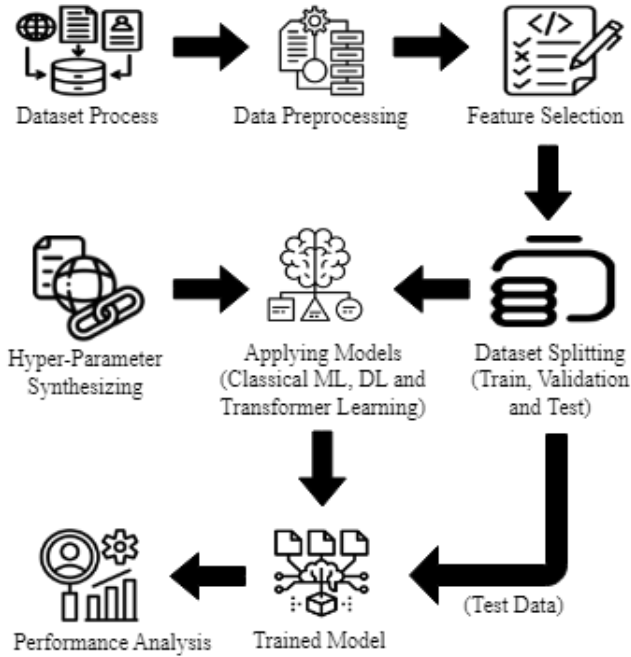 Dataset Process
Data Preprocessing
Feature Selection
Hyper-Parameter
Synthesizing
Applying Models
(Classical ML, DL and
Transformer Learning)
Dataset Splitting
(Train, Validation
and Test)
(Test Data)
Performance Analysis
Trained Model